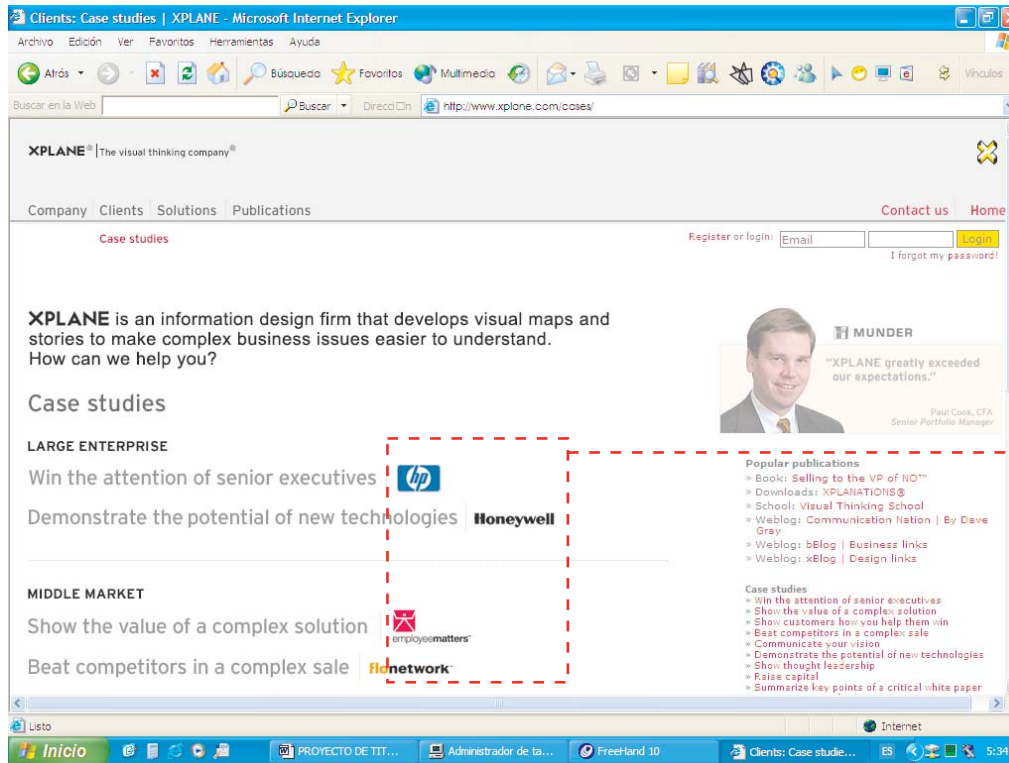 Clients: Case studies | XPLANE - Microsoft Internet Explorer
Archivo Edición Ver Favoritos Herramientas Ayuda
Atrás Búsqueda Favoritos Multimedia Vínculos
Buscar en la Web Buscar Direcci□n http://www.xplane.com/cases/
XPLANE® | The visual thinking company®
Company Clients Solutions Publications Contact us Home
Case studies Register or login: Email Login
I forgot my password!
XPLANE is an information design firm that develops visual maps and
stories to make complex business issues easier to understand.
How can we help you?
MUNDER
"XPLANE greatly exceeded
our expectations."
Paul Cook, CFA
Senior Portfolio Manager
Case studies
LARGE ENTERPRISE
Win the attention of senior executives hp
Demonstrate the potential of new technologies Honeywell
MIDDLE MARKET
Show the value of a complex solution employeematters
Beat competitors in a complex sale flonetwork
Popular publications
» Book: Selling to the VP of NO™
» Downloads: XPLANATIONS®
» School: Visual Thinking School
» Weblog: Communication Nation | By Dave
Gray
» Weblog: bBlog | Business links
» Weblog: xBlog | Design links
Case studies
» Win the attention of senior executives
» Show the value of a complex solution
» Show customers how you help them win
» Beat competitors in a complex sale
» Communicate your vision
» Demonstrate the potential of new technologies
» Show thought leadership
» Raise capital
» Summarize key points of a critical white paper
Listo Internet
Inicio PROYECTO DE TIT... Administrador de ta... FreeHand 10 Clients: Case studie... ES 5:34